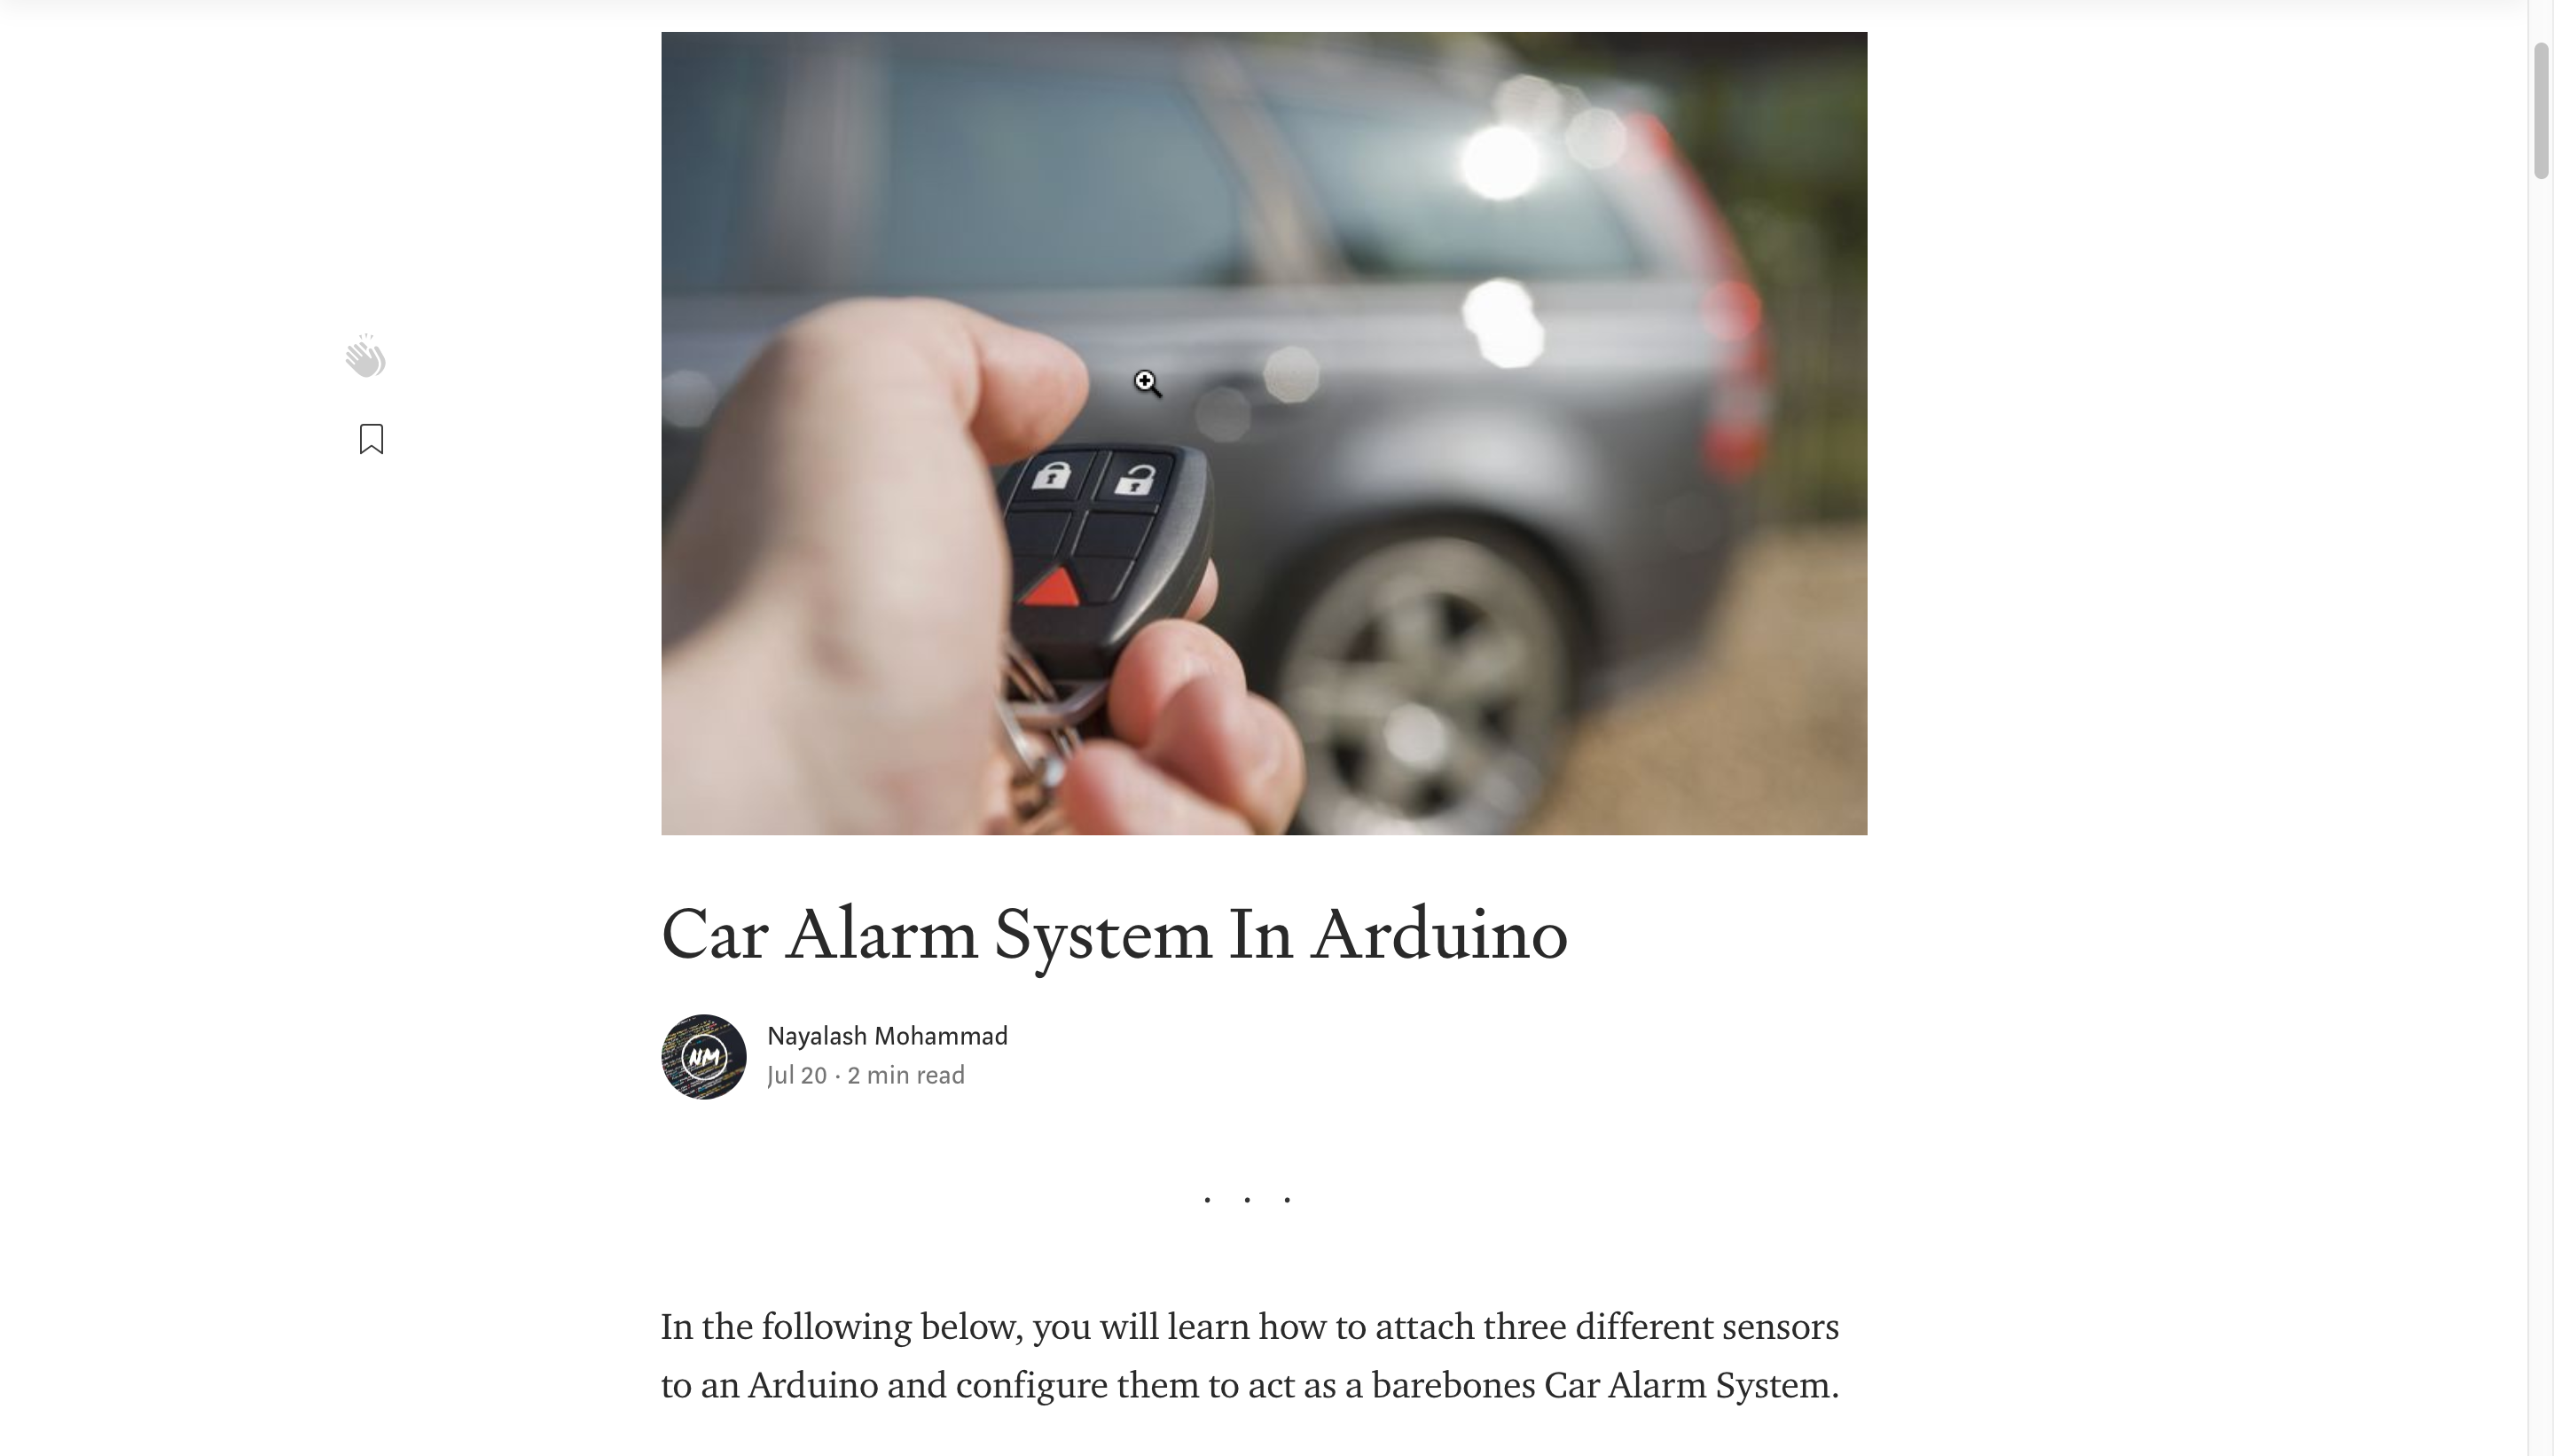 Car Alarm System In Arduino
NM
Nayalash Mohammad
Jul 20 · 2 min read
. . .
In the following below, you will learn how to attach three different sensors
to an Arduino and configure them to act as a barebones Car Alarm System.